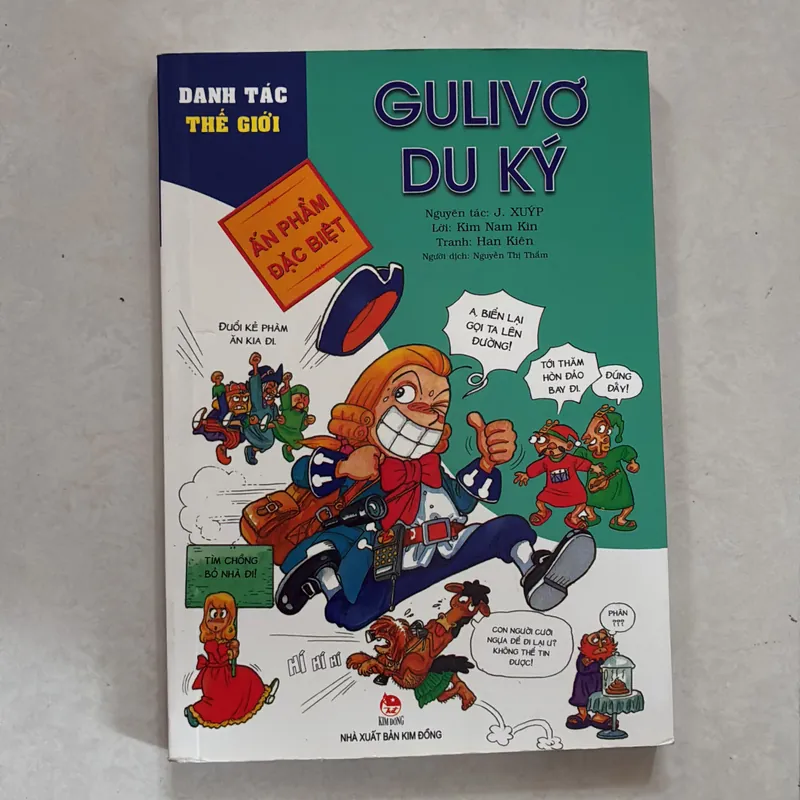 DANH TÁC
THẾ GIỚI
GULIVƠ
DU KÝ
Nguyên tác: J. XUÝP
Lời: Kim Nam Kin
Tranh: Han Kiên
Người dịch: Nguyễn Thị Thắm
ẤN PHẨM
ĐẶC BIỆT
ĐUỔI KẺ PHÀM
ĂN KIA ĐI.
A, BIỂN LẠI
GỌI TA LÊN
ĐƯỜNG!
TỚI THĂM
HÒN ĐẢO
BAY ĐI.
ĐÚNG
ĐẤY!
TÌM CHỒNG
BỎ NHÀ ĐI!
HÍ HÍ HÍ
CON NGƯỜI CƯỠI
NGỰA ĐỂ ĐI LẠI Ư?
KHÔNG THỂ TIN
ĐƯỢC!
PHÂN
???
KIM ĐỒNG
NHÀ XUẤT BẢN KIM ĐỒNG